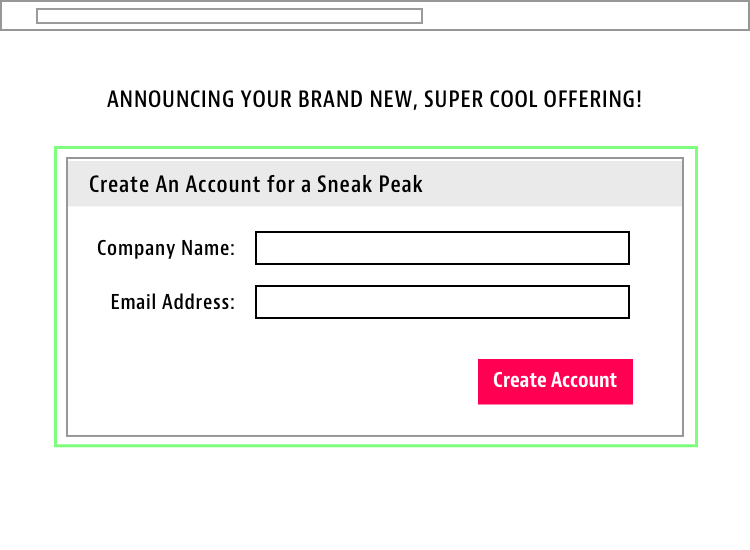 ANNOUNCING YOUR BRAND NEW, SUPER COOL OFFERING!
Create An Account for a Sneak Peak
Company Name:
Email Address:
Create Account